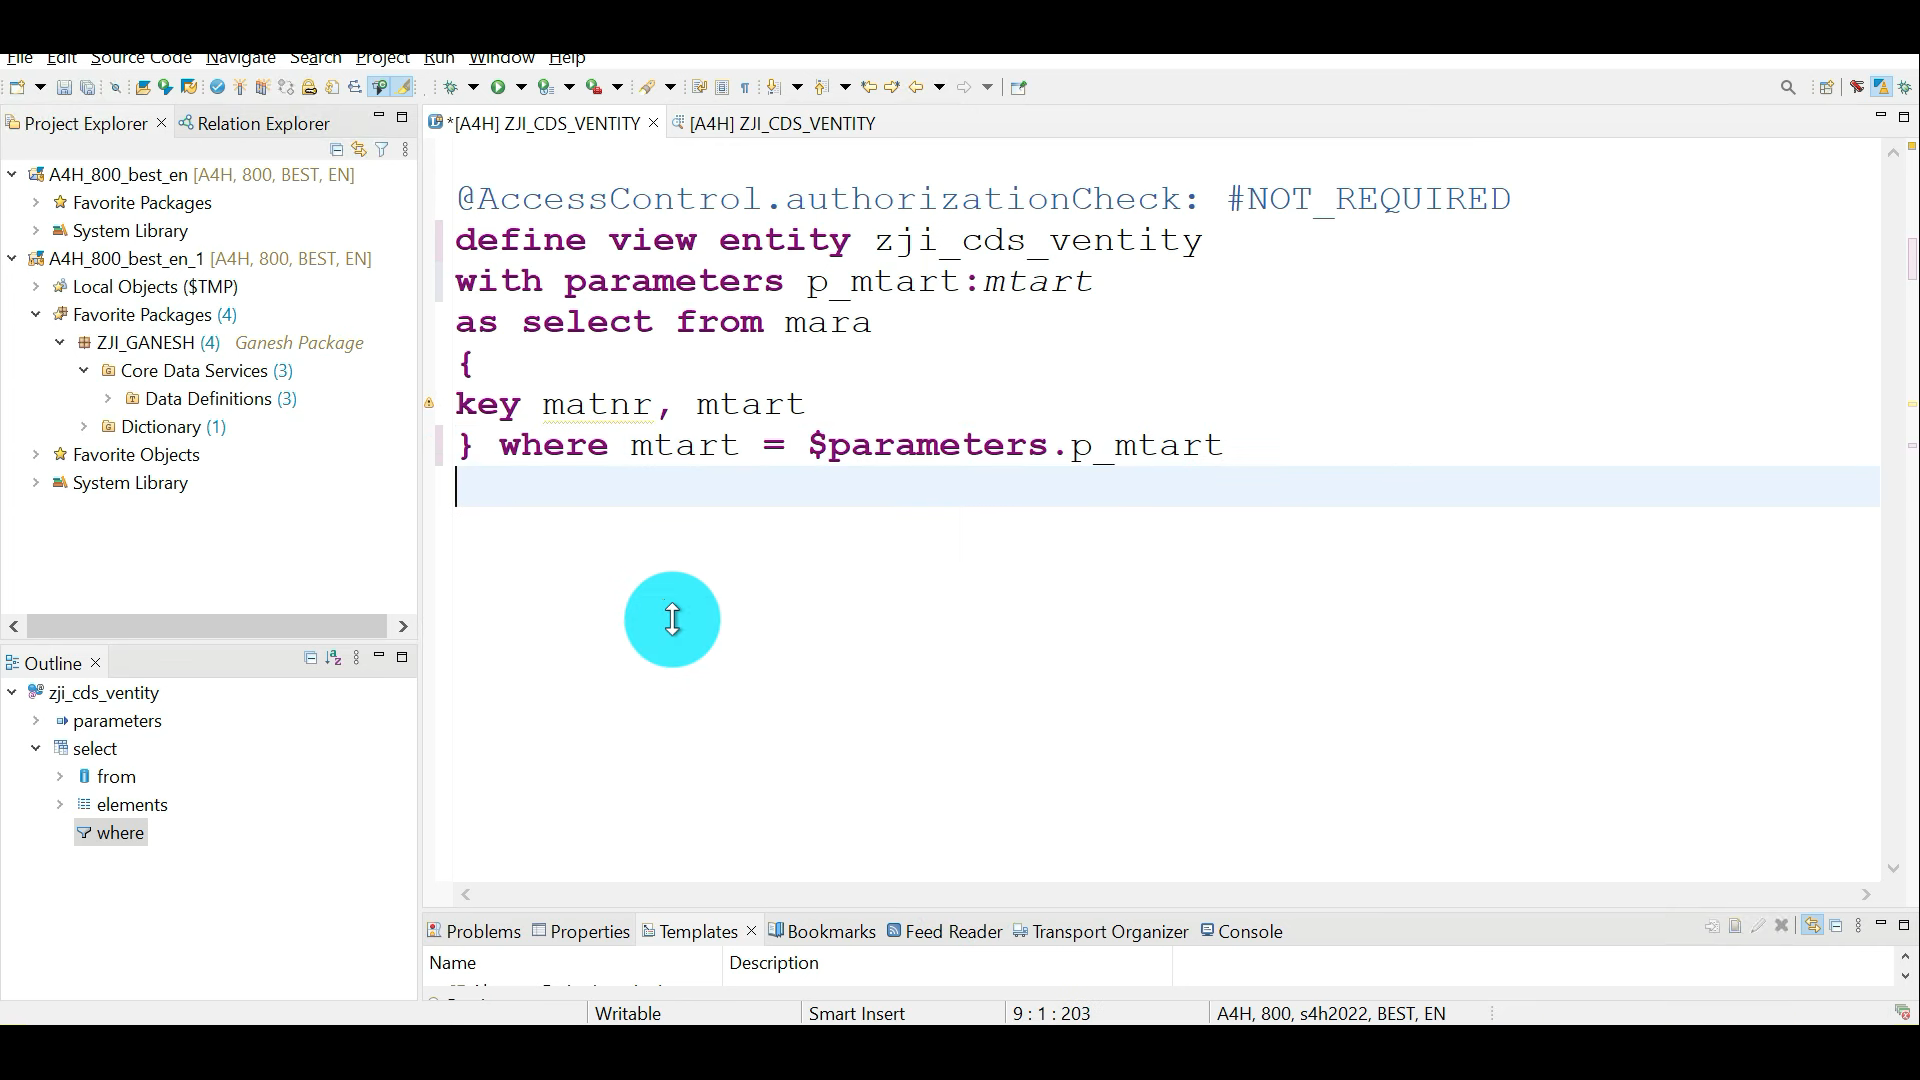 File Edit Source Code Navigate Search Project Run Window Help
Project Explorer
Relation Explorer
*[A4H] ZJI_CDS_VENTITY
[A4H] ZJI_CDS_VENTITY
A4H_800_best_en [A4H, 800, BEST, EN]
Favorite Packages
System Library
A4H_800_best_en_1 [A4H, 800, BEST, EN]
Local Objects ($TMP)
Favorite Packages (4)
ZJI_GANESH (4) Ganesh Package
Core Data Services (3)
Data Definitions (3)
Dictionary (1)
Favorite Objects
System Library
@AccessControl.authorizationCheck: #NOT_REQUIRED
define view entity zji_cds_ventity
with parameters p_mtart:mtart
as select from mara
{
key matnr, mtart
} where mtart = $parameters.p_mtart
Outline
zji_cds_ventity
parameters
select
from
elements
where
Problems Properties Templates Bookmarks Feed Reader Transport Organizer Console
Name Description
Writable Smart Insert 9 : 1 : 203 A4H, 800, s4h2022, BEST, EN